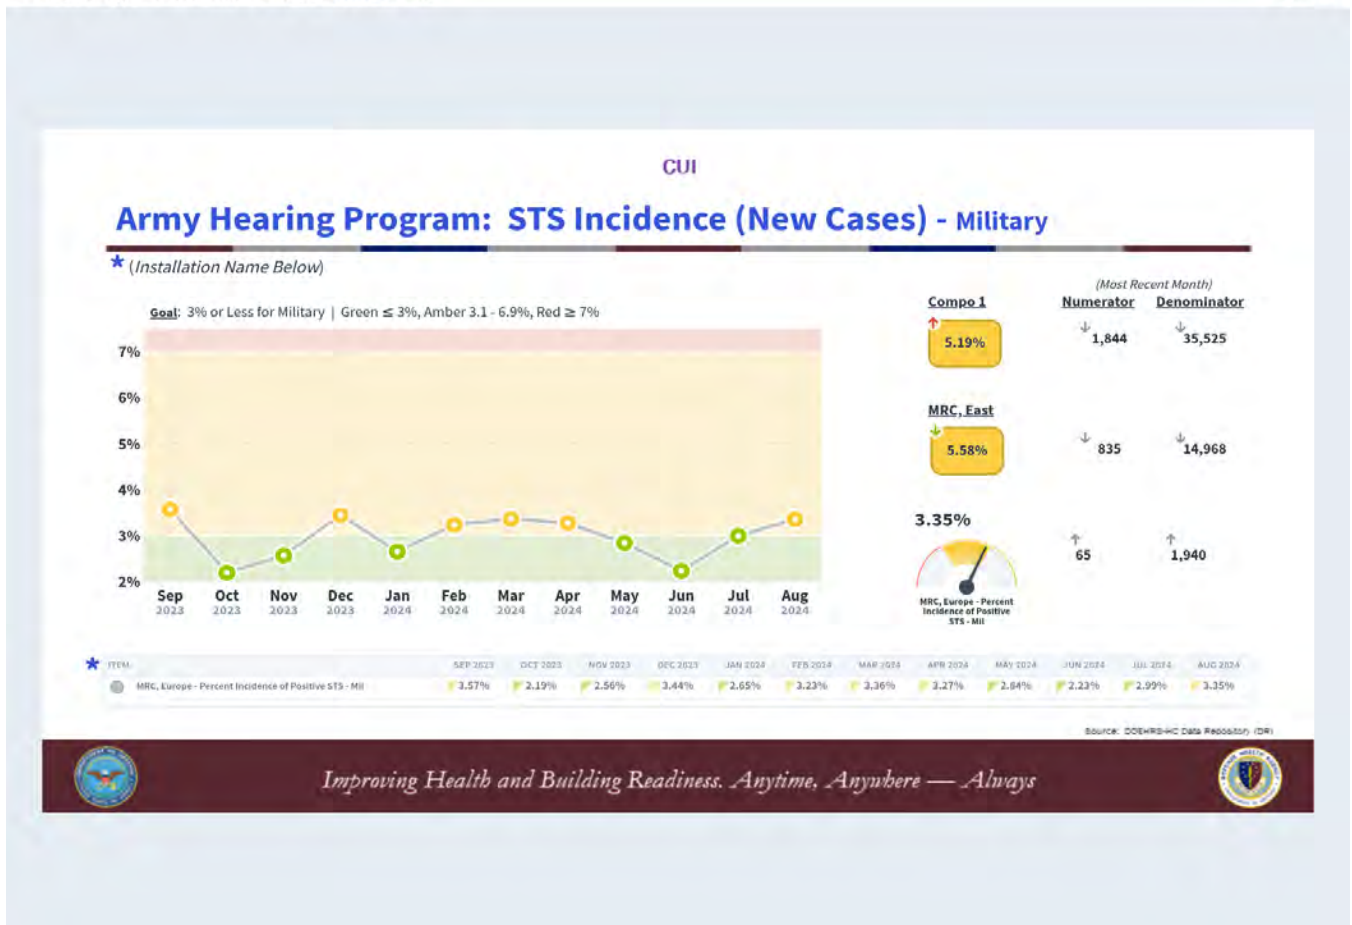 CUI
Army Hearing Program: STS Incidence (New Cases) - Military
* (Installation Name Below)
Goal: 3% or Less for Military | Green ≤ 3%, Amber 3.1 - 6.9%, Red ≥ 7%
7%
6%
5%
4%
3%
2%
Sep Oct Nov Dec Jan Feb Mar Apr May Jun Jul Aug
2023 2023 2023 2023 2024 2024 2024 2024 2024 2024 2024 2024
(Most Recent Month)
Compo 1 Numerator Denominator
↑ 5.19% ↓ 1,844 ↓ 35,525
MRC, East
↓ 5.58% ↓ 835 ↓ 14,968
3.35%
↑ 65 ↑ 1,940
MRC, Europe - Percent
Incidence of Positive
STS - Mil
* ITEM SEP 2023 OCT 2023 NOV 2023 DEC 2023 JAN 2024 FEB 2024 MAR 2024 APR 2024 MAY 2024 JUN 2024 JUL 2024 AUG 2024
MRC, Europe - Percent Incidence of Positive STS - Mil 3.57% 2.19% 2.56% 3.44% 2.65% 3.23% 3.36% 3.27% 2.84% 2.23% 2.99% 3.35%
Source: DOEHRS-HC Data Repository (DR)
Improving Health and Building Readiness. Anytime, Anywhere — Always